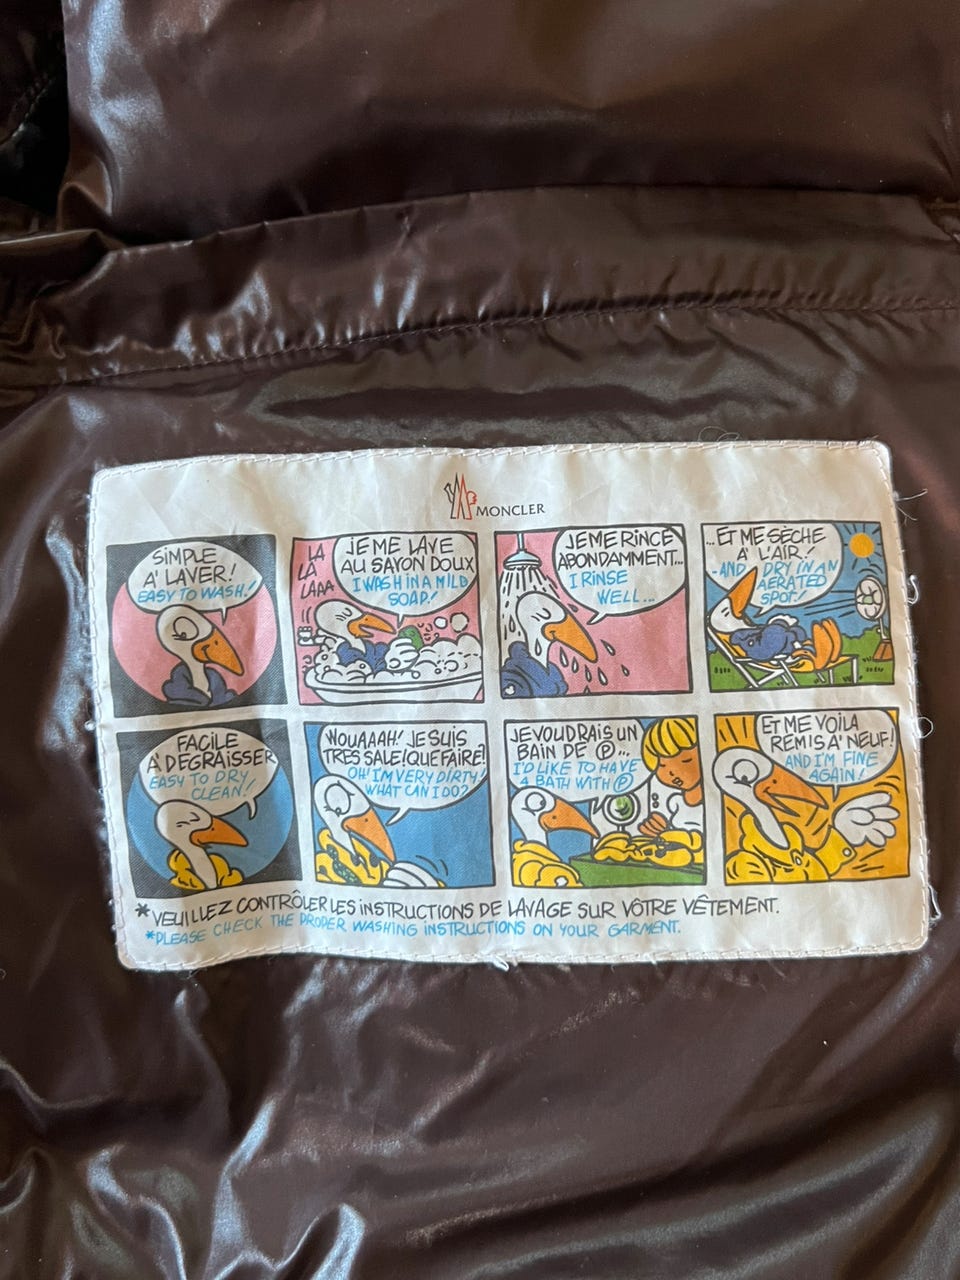 MONCLER
SIMPLE
A' LAVER!
EASY TO WASH!
LA
LA
LAAA
JE ME LAVE
AU SAVON DOUX
I WASH IN A MILD
SOAP!
JE ME RINCE
ABONDAMMENT...
I RINSE
WELL...
...ET ME SÈCHE
A' L'AIR!
-AND DRY IN AN
AERATED
SPOT!
FACILE
A' DÉGRAISSER
EASY TO DRY
CLEAN!
WOUAAAH! JE SUIS
TRES SALE! QUE FAIRE?
OH! I'M VERY DIRTY!
WHAT CAN I DO?
JE VOUDRAIS UN
BAIN DE Ⓟ...
I'D LIKE TO HAVE
A BATH WITH Ⓟ
ET ME VOILA
REMIS A' NEUF!
AND I'M FINE
AGAIN!
*VEUILLEZ CONTRÔLER LES INSTRUCTIONS DE LAVAGE SUR VÔTRE VÊTEMENT.
*PLEASE CHECK THE PROPER WASHING INSTRUCTIONS ON YOUR GARMENT.